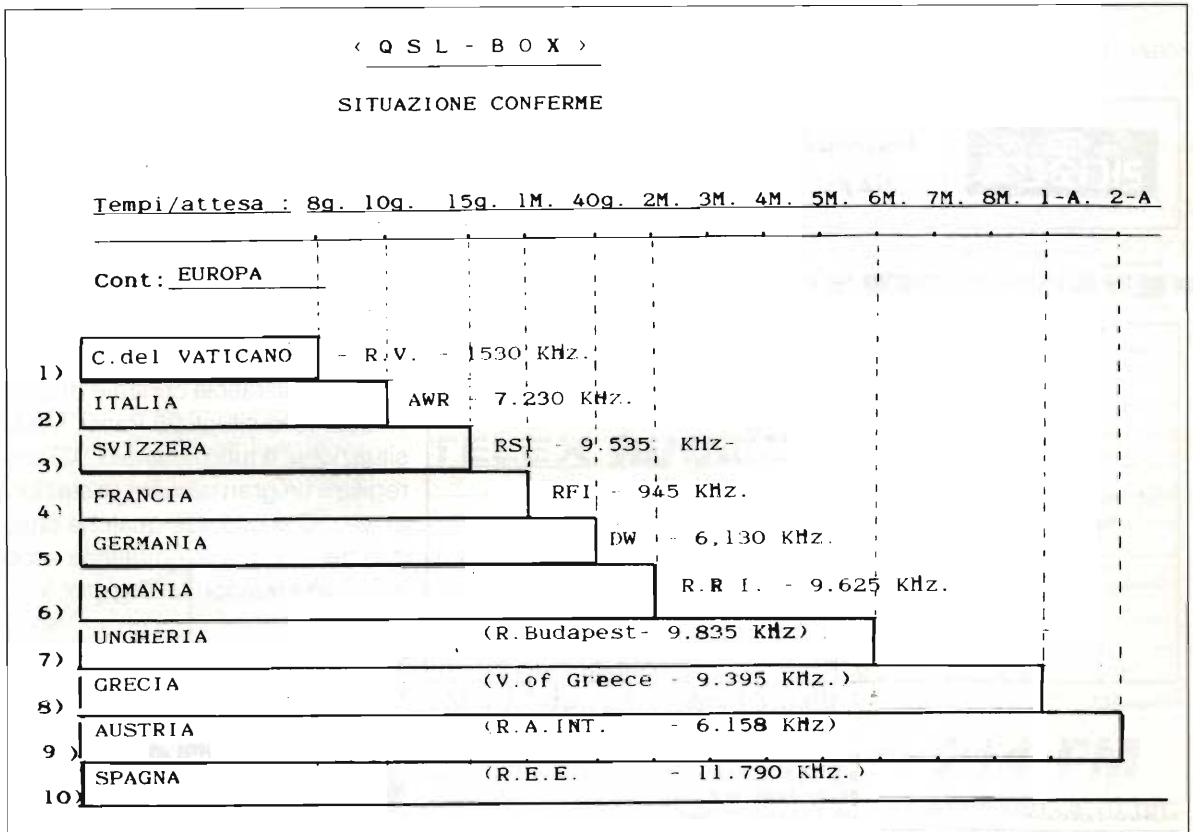 < Q S L - B O X >
SITUAZIONE CONFERME
Tempi/attesa : 8g. 10g. 15g. 1M. 40g. 2M. 3M. 4M. 5M. 6M. 7M. 8M. 1-A. 2-A
Cont: EUROPA
1) C.del VATICANO - R.V. - 1530 KHz.
2) ITALIA AWR - 7.230 KHz.
3) SVIZZERA RSI - 9.535 KHz-
4) FRANCIA RFI - 945 KHz.
5) GERMANIA DW - 6,130 KHz.
6) ROMANIA R.R I. - 9.625 KHz.
7) UNGHERIA (R.Budapest- 9.835 KHz)
8) GRECIA (V.of Greece - 9.395 KHz.)
9 ) AUSTRIA (R.A.INT. - 6.158 KHz)
10) SPAGNA (R.E.E. - 11.790 KHz.)